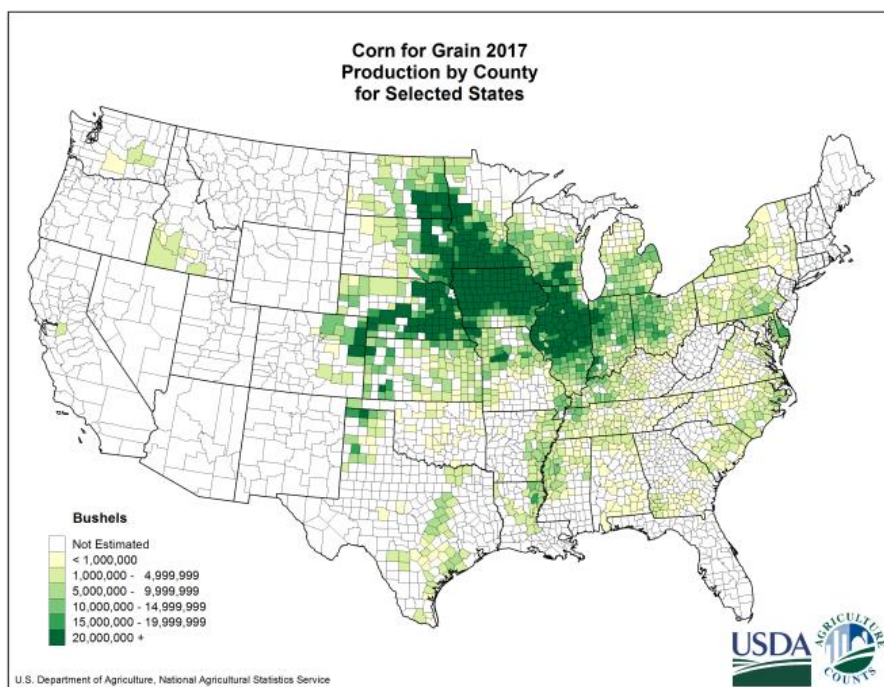 Corn for Grain 2017
Production by County
for Selected States
Bushels
Not Estimated
< 1,000,000
1,000,000 - 4,999,999
5,000,000 - 9,999,999
10,000,000 - 14,999,999
15,000,000 - 19,999,999
20,000,000 +
U.S. Department of Agriculture, National Agricultural Statistics Service
USDA
AGRICULTURE
COUNTS